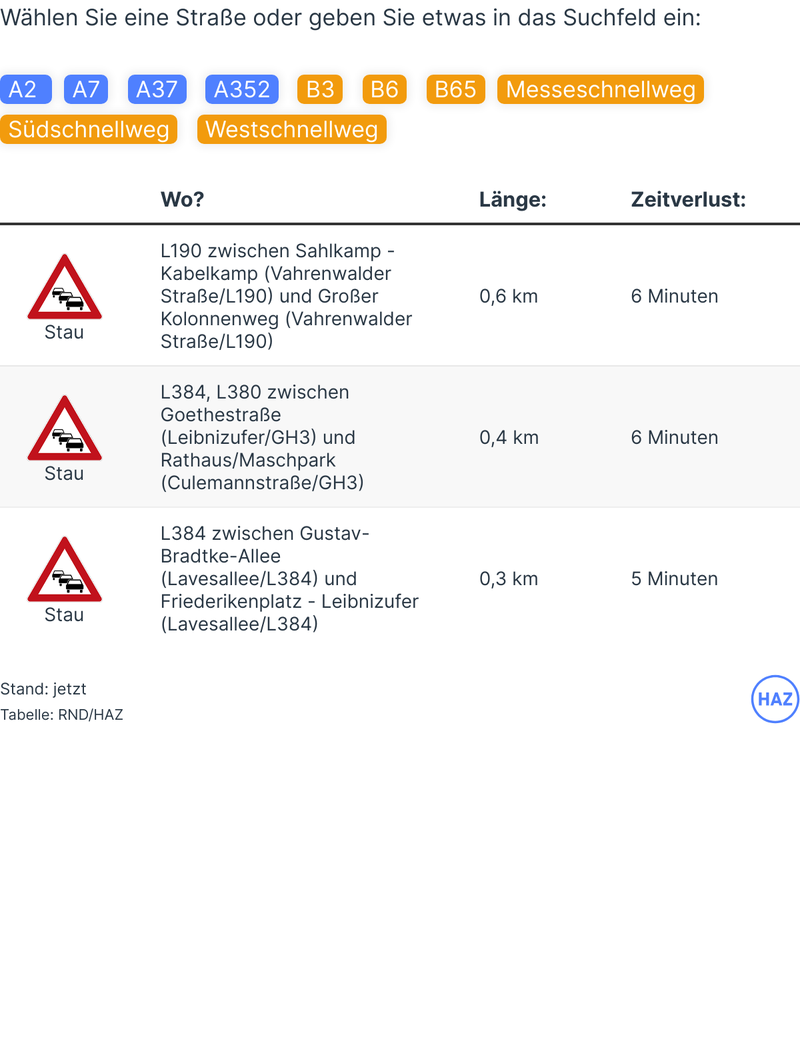 Wählen Sie eine Straße oder geben Sie etwas in das Suchfeld ein:
A2 A7 A37 A352 B3 B6 B65 Messeschnellweg
Südschnellweg Westschnellweg
Wo? Länge: Zeitverlust:
L190 zwischen Sahlkamp -
Kabelkamp (Vahrenwalder
Straße/L190) und Großer 0,6 km 6 Minuten
Kolonnenweg (Vahrenwalder
Stau
Straße/L190)
L384, L380 zwischen
Goethestraße
(Leibnizufer/GH3) und 0,4 km 6 Minuten
Rathaus/Maschpark
Stau
(Culemannstraße/GH3)
L384 zwischen Gustav-
Bradtke-Allee
(Lavesallee/L384) und 0,3 km 5 Minuten
Friederikenplatz - Leibnizufer
Stau
(Lavesallee/L384)
Stand: jetzt
HAZ
Tabelle: RND/HAZ